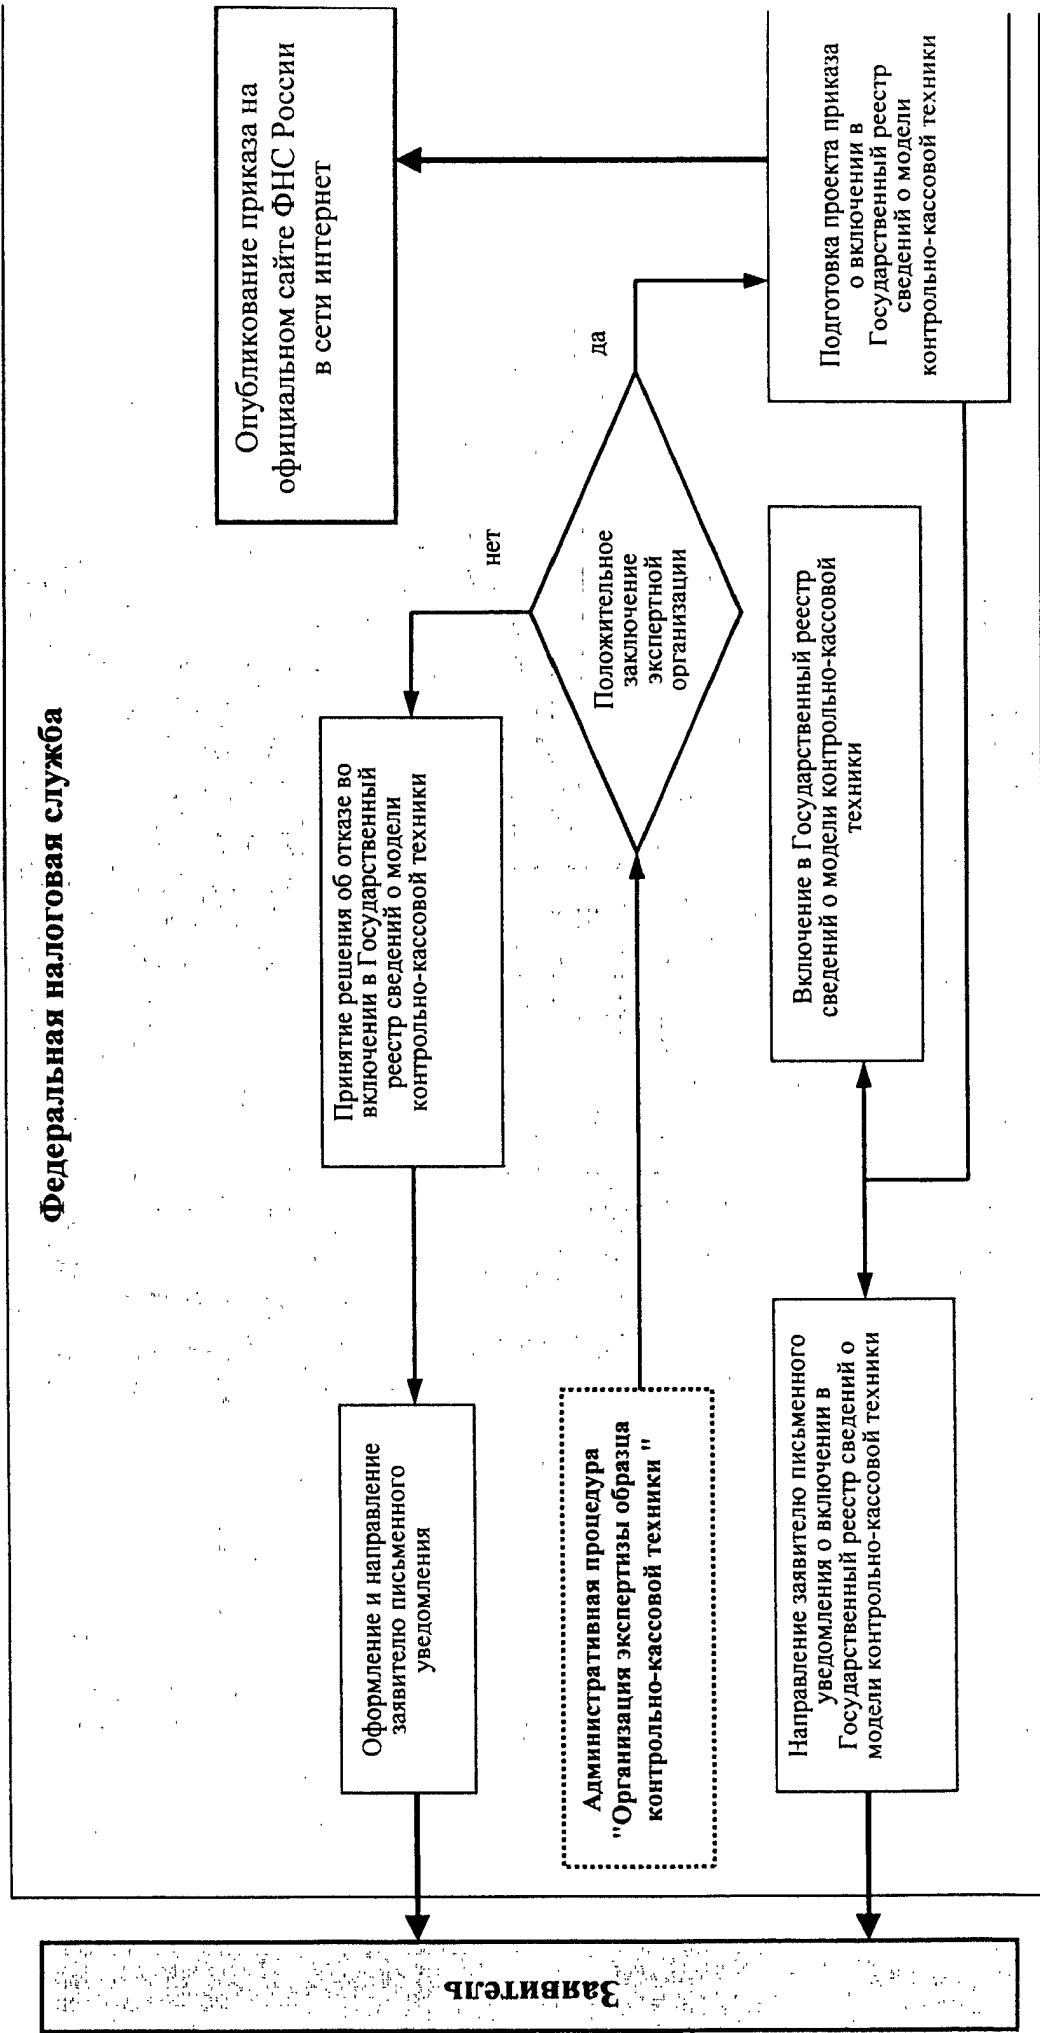 Федеральная налоговая служба
Заявитель
Оформление и направление
заявителю письменного
уведомления
Принятие решения об отказе во
включении в Государственный
реестр сведений о модели
контрольно-кассовой техники
нет
Опубликование приказа на
официальном сайте ФНС России
в сети интернет
Административная процедура
"Организация экспертизы образца
контрольно-кассовой техники "
Положительное
заключение
экспертной
организации
да
Направление заявителю письменного
уведомления о включении в
Государственный реестр сведений о
модели контрольно-кассовой техники
Включение в Государственный реестр
сведений о модели контрольно-кассовой
техники
Подготовка проекта приказа
о включении в
Государственный реестр
сведений о модели
контрольно-кассовой техники